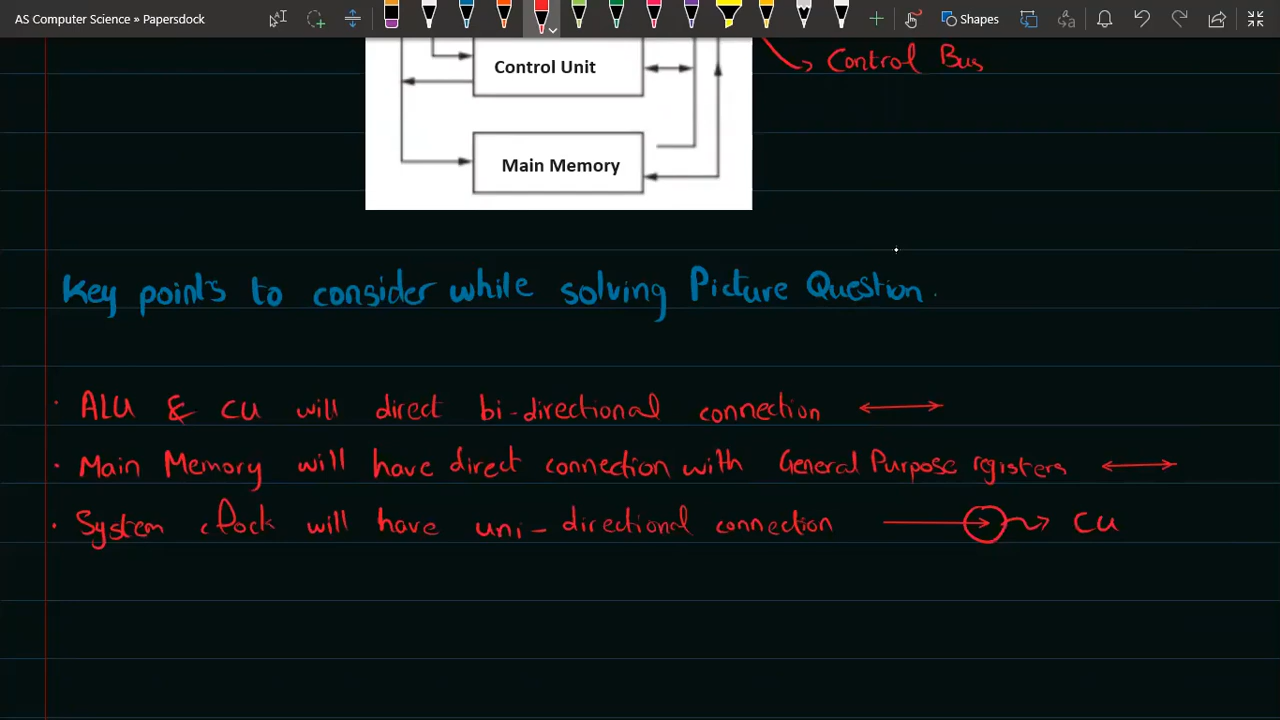 AS Computer Science » Papersdock
Shapes
Control Unit
Control Bus
Main Memory
Key points to consider while solving Picture Question.
· ALU & CU will direct bi-directional connection
· Main Memory will have direct connection with General Purpose registers
· System clock will have uni-directional connection CU